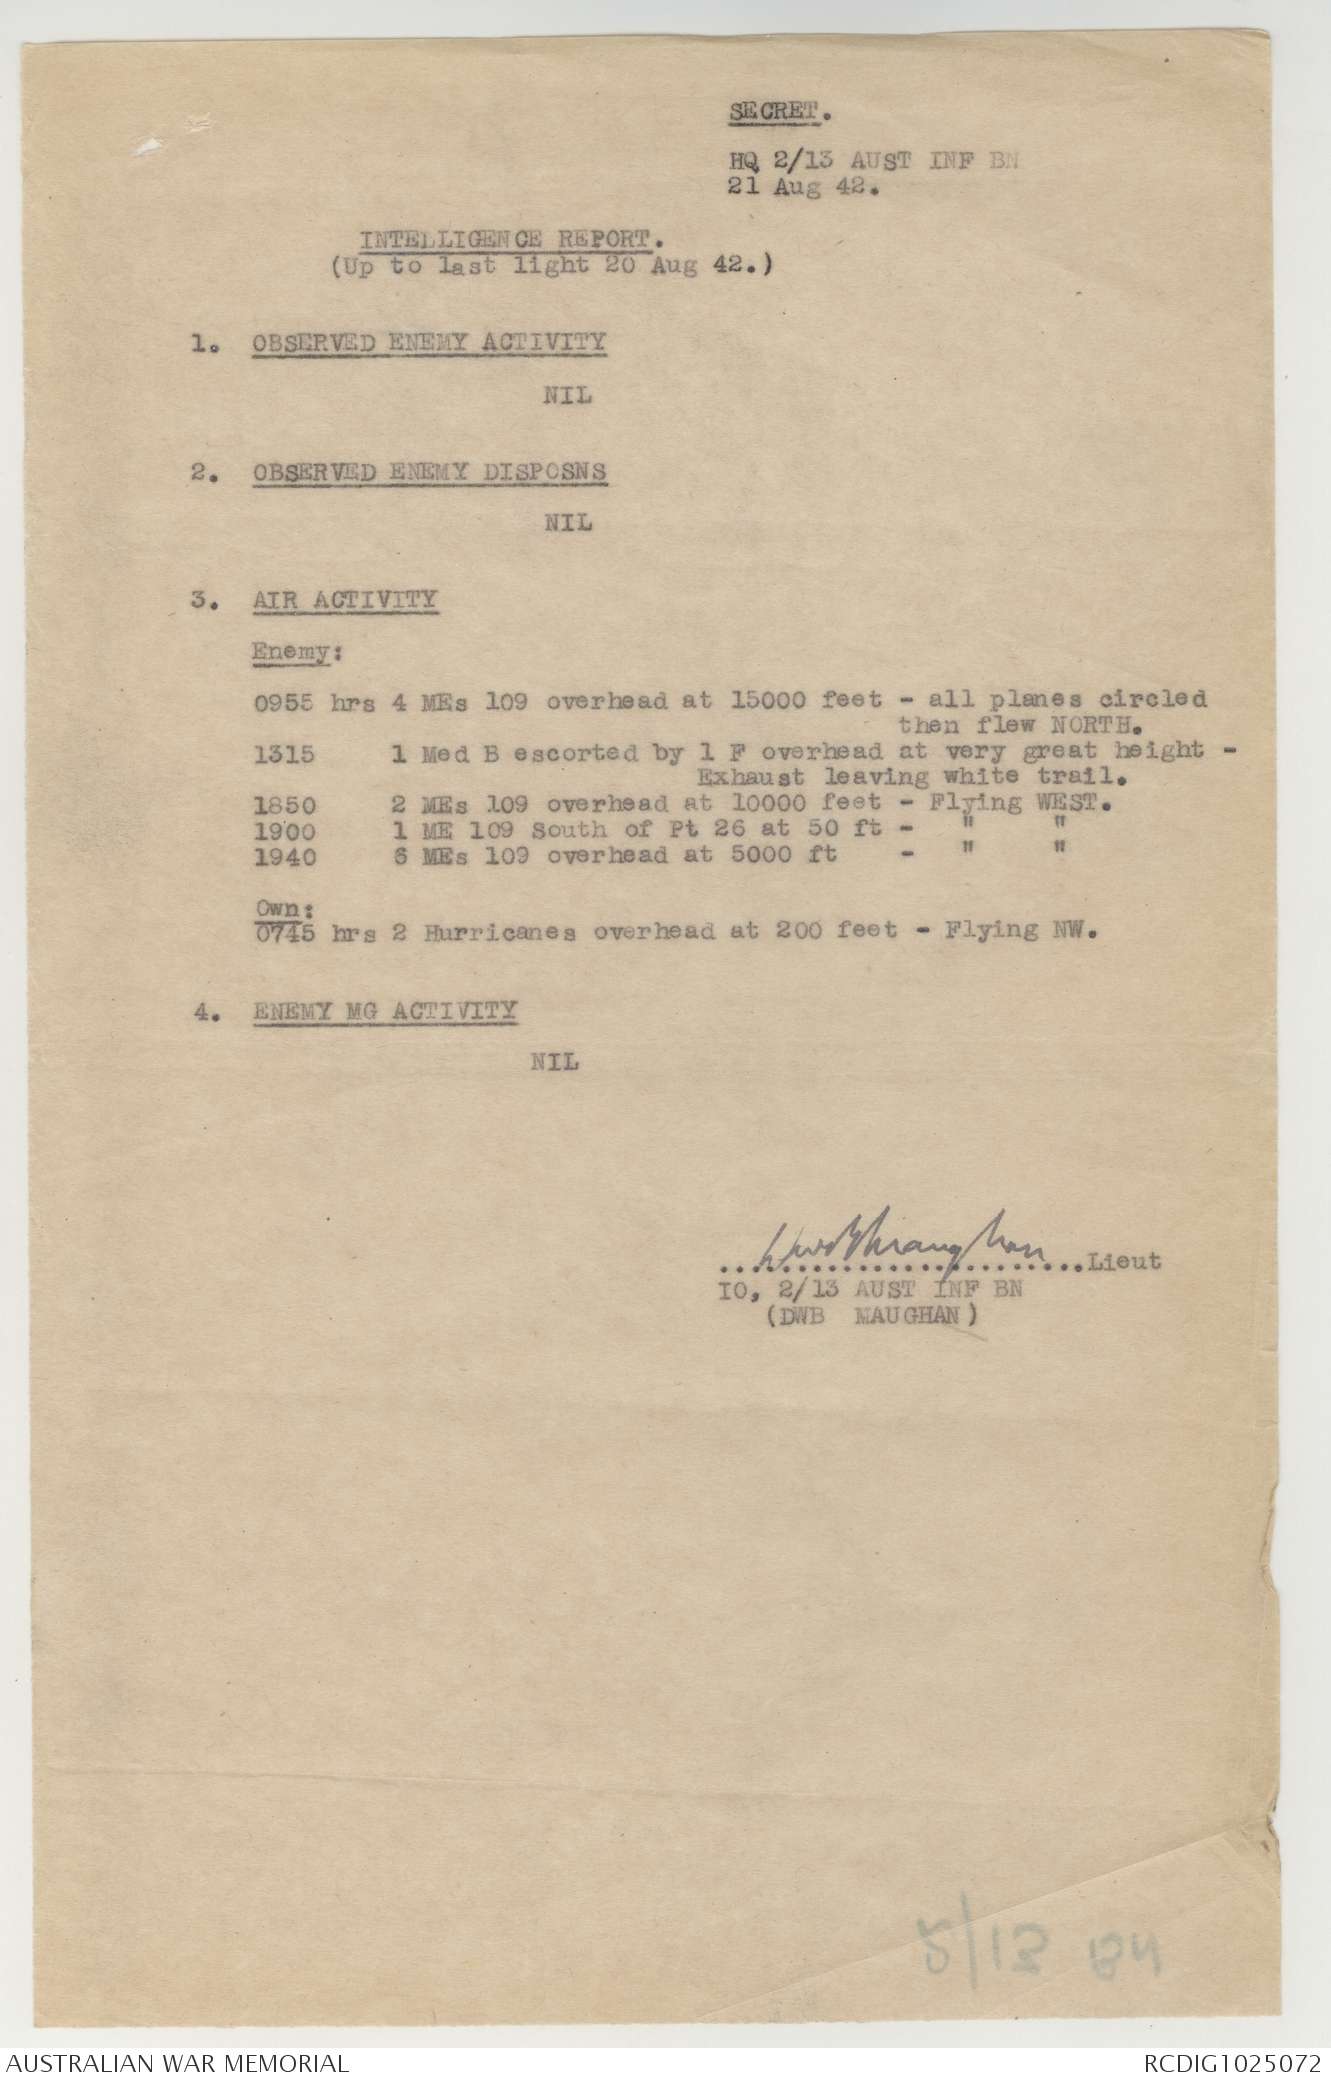 SECRET.
HQ 2/13 AUST INF BN
21 Aug 42.
INTELLIGENCE REPORT.
(Up to last light 20 Aug 42.)
1. OBSERVED ENEMY ACTIVITY
NIL
2. OBSERVED ENEMY DISPOSNS
NIL
3. AIR ACTIVITY
Enemy:
0955 hrs 4 MEs 109 overhead at 15000 feet - all planes circled
then flew NORTH.
1315 1 Med B escorted by 1 F overhead at very great height -
Exhaust leaving white trail.
1850 2 MEs 109 overhead at 10000 feet - Flying WEST.
1900 1 ME 109 South of Pt 26 at 50 ft - " "
1940 6 MEs 109 overhead at 5000 ft - " "
Own:
0745 hrs 2 Hurricanes overhead at 200 feet - Flying NW.
4. ENEMY MG ACTIVITY
NIL
DWB Maughan
....................Lieut
IO, 2/13 AUST INF BN
(DWB MAUGHAN)
2/13 Bn
AUSTRALIAN WAR MEMORIAL
RCDIG1025072